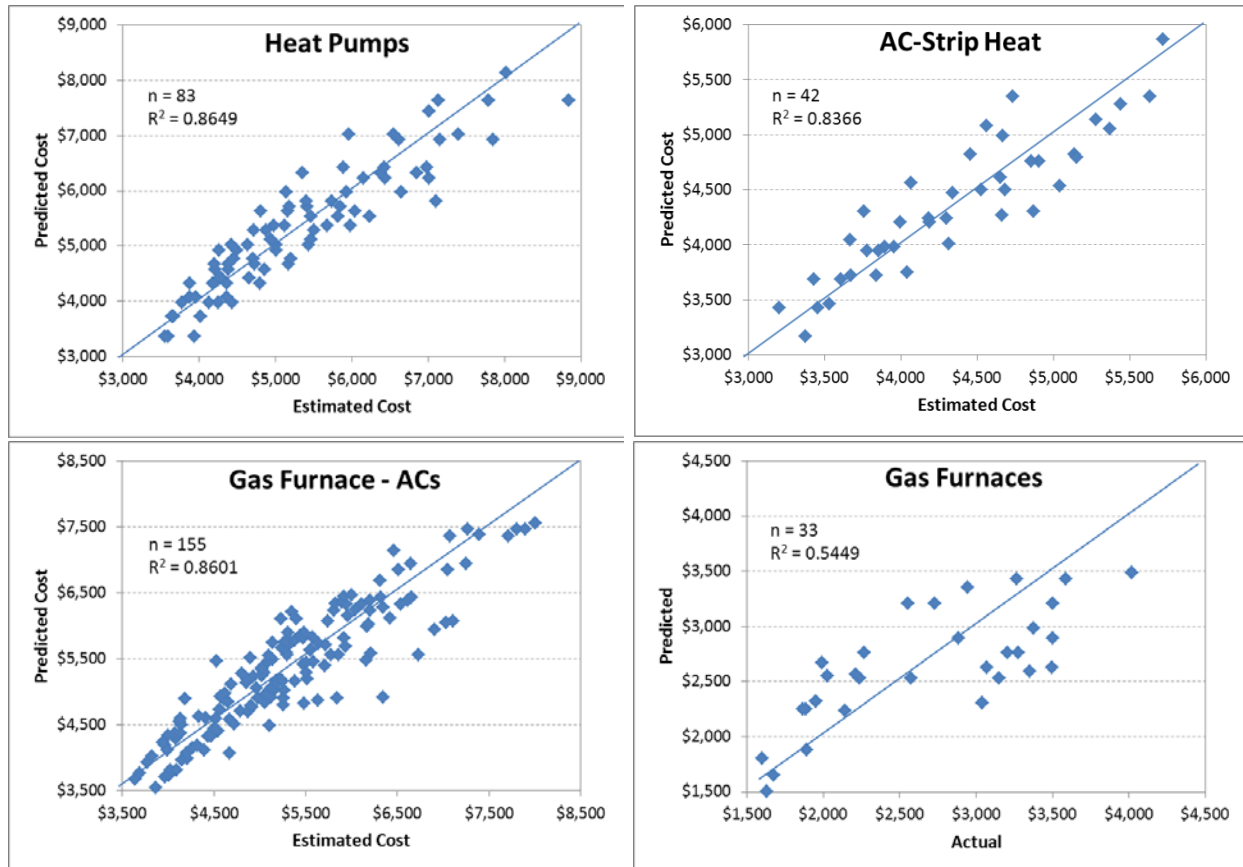 Heat Pumps
n = 83
R² = 0.8649
Predicted Cost
$9,000
$8,000
$7,000
$6,000
$5,000
$4,000
$3,000
$3,000 $4,000 $5,000 $6,000 $7,000 $8,000 $9,000
Estimated Cost
AC-Strip Heat
n = 42
R² = 0.8366
Predicted Cost
$6,000
$5,500
$5,000
$4,500
$4,000
$3,500
$3,000
$3,000 $3,500 $4,000 $4,500 $5,000 $5,500 $6,000
Estimated Cost
Gas Furnace - ACs
n = 155
R² = 0.8601
Predicted Cost
$8,500
$7,500
$6,500
$5,500
$4,500
$3,500
$3,500 $4,500 $5,500 $6,500 $7,500 $8,500
Estimated Cost
Gas Furnaces
n = 33
R² = 0.5449
Predicted
$4,500
$4,000
$3,500
$3,000
$2,500
$2,000
$1,500
$1,500 $2,000 $2,500 $3,000 $3,500 $4,000 $4,500
Actual